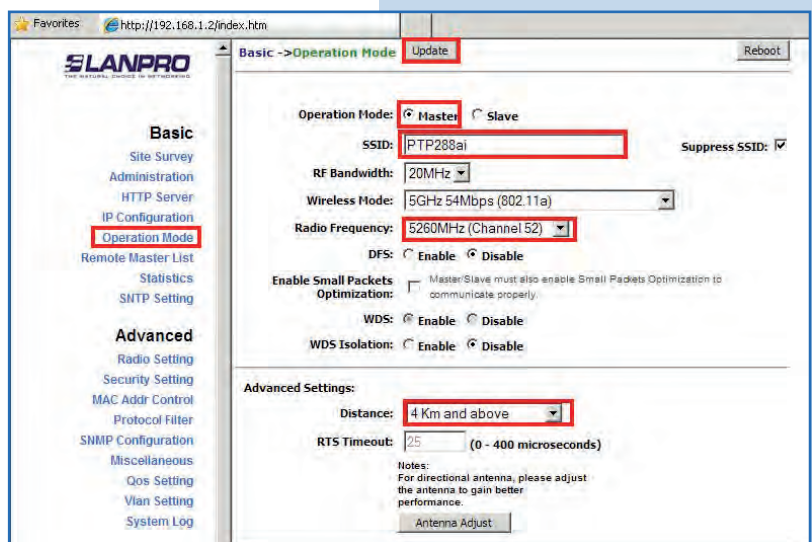 Favorites http://192.168.1.2/index.htm
LANPRO
THE NATURAL CHOICE IN NETWORKING
Basic
Site Survey
Administration
HTTP Server
IP Configuration
Operation Mode
Remote Master List
Statistics
SNTP Setting
Advanced
Radio Setting
Security Setting
MAC Addr Control
Protocol Filter
SNMP Configuration
Miscellaneous
Qos Setting
Vlan Setting
System Log
Basic ->Operation Mode Update Reboot
Operation Mode: Master Slave
SSID: PTP288ai Suppress SSID:
RF Bandwidth: 20MHz
Wireless Mode: 5GHz 54Mbps (802.11a)
Radio Frequency: 5260MHz (Channel 52)
DFS: Enable Disable
Enable Small Packets Optimization: Master/Slave must also enable Small Packets Optimization to
communicate properly.
WDS: Enable Disable
WDS Isolation: Enable Disable
Advanced Settings:
Distance: 4 Km and above
RTS Timeout: 25 (0 - 400 microseconds)
Notes:
For directional antenna, please adjust
the antenna to gain better
performance.
Antenna Adjust